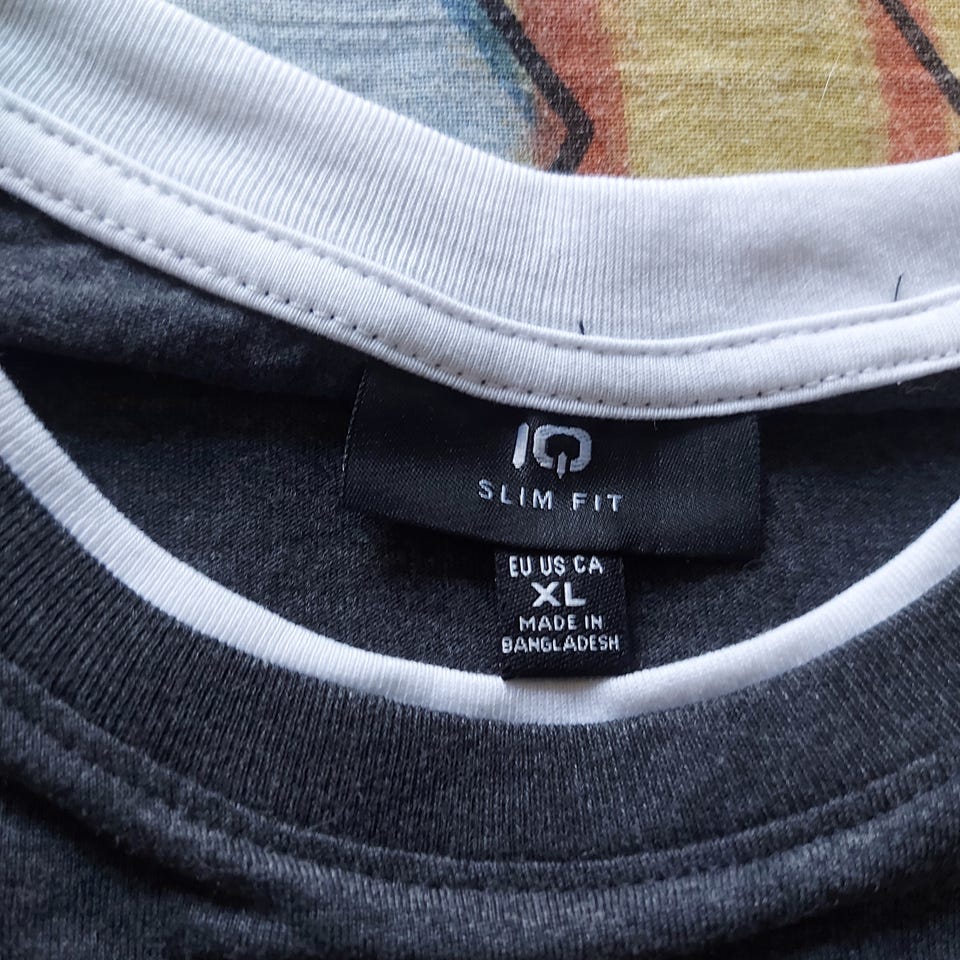 IQ
SLIM FIT
EU US CA
XL
MADE IN
BANGLADESH